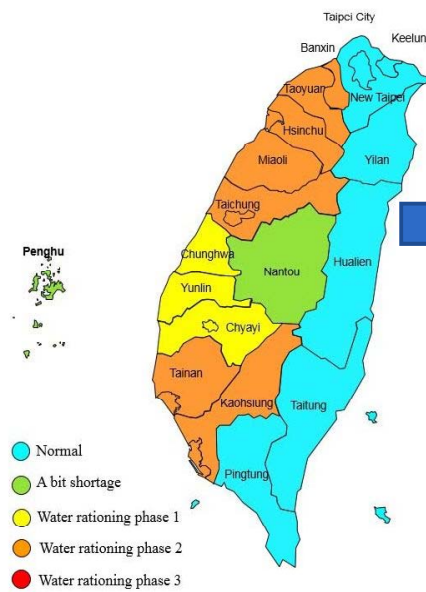 Taipci City
Keelun
Banxin
Taoyuan
New Taipei
Hsinchu
Yilan
Miaoli
Taichung
Penghu
Chunghwa
Hualien
Nantou
Yunlin
Chyayi
Tainan
Kaohsiung
Taitung
Pingtung
Normal
A bit shortage
Water rationing phase 1
Water rationing phase 2
Water rationing phase 3